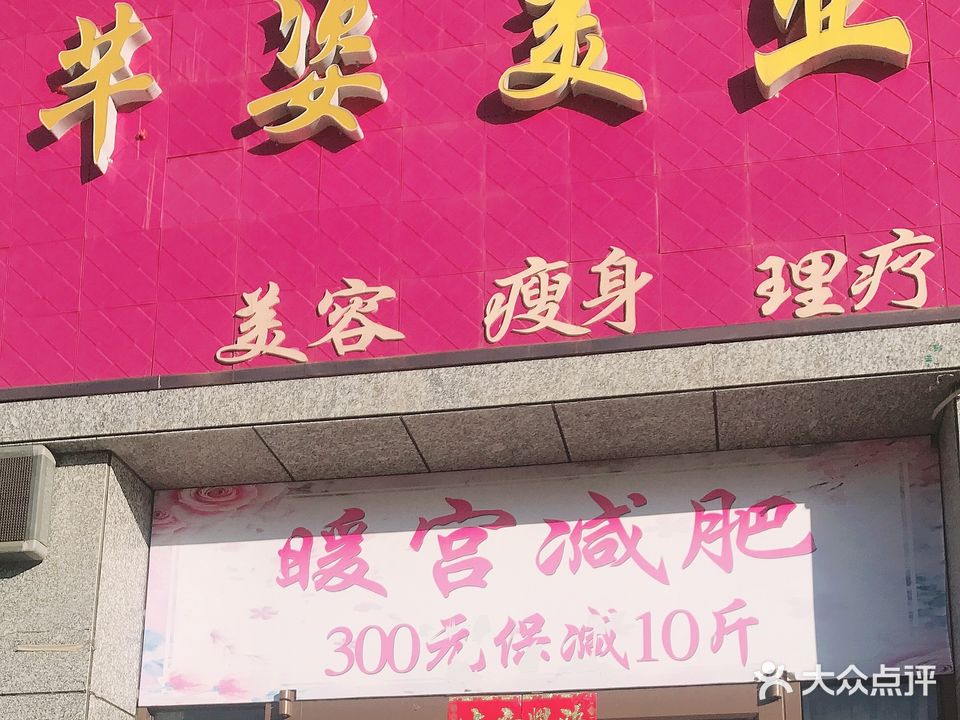 芊姿美业
美容 瘦身 理疗
暖宫减肥
300元保减10斤
大众点评